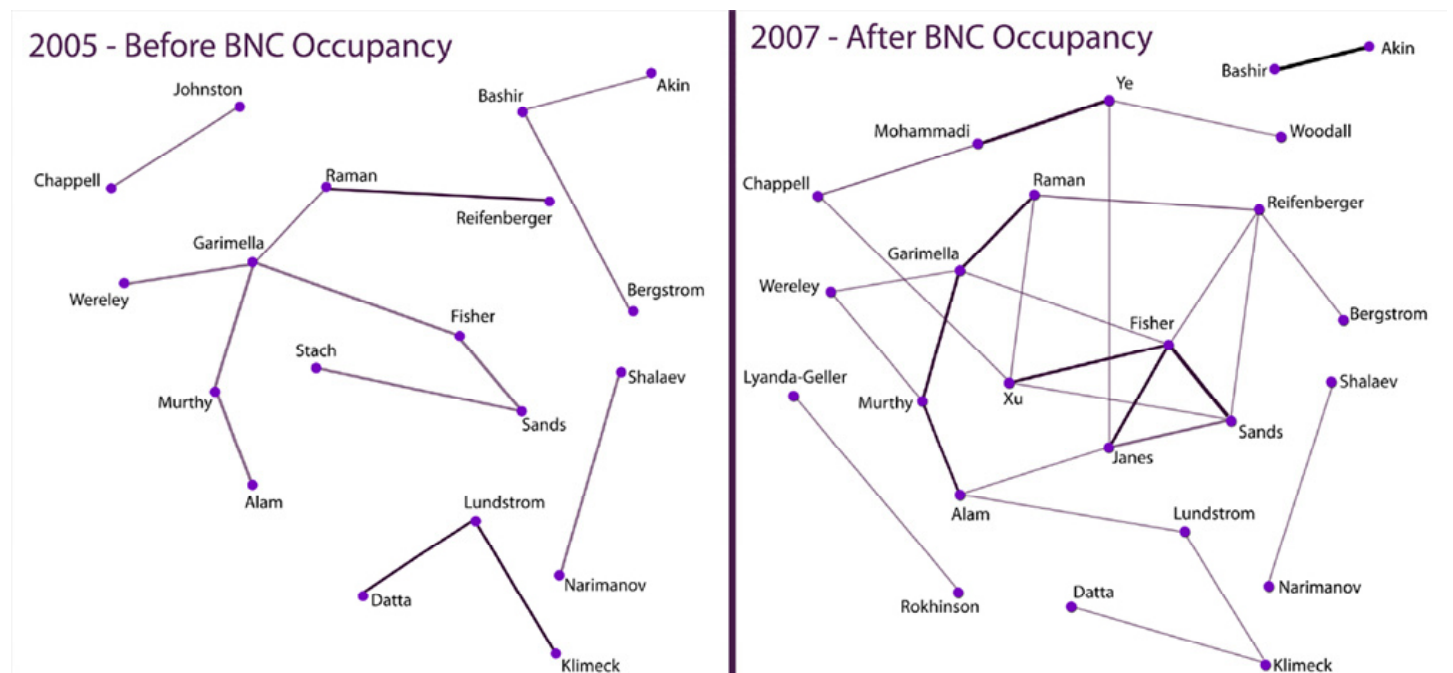 2005 - Before BNC Occupancy
Johnston
Bashir
Akin
Chappell
Raman
Reifenberger
Garimella
Wereley
Bergstrom
Fisher
Stach
Shalaev
Murthy
Sands
Alam
Lundstrom
Narimanov
Datta
Klimeck
2007 - After BNC Occupancy
Akin
Bashir
Ye
Mohammadi
Woodall
Chappell
Raman
Reifenberger
Garimella
Wereley
Bergstrom
Fisher
Lyanda-Geller
Shalaev
Murthy
Xu
Sands
Janes
Alam
Lundstrom
Narimanov
Datta
Rokhinson
Klimeck